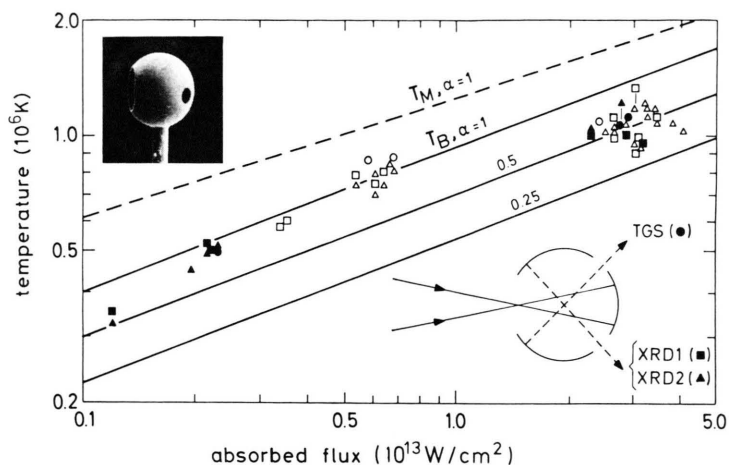 2.0
1.0
0.5
0.2
temperature (10⁶K)
T_M, α=1
T_B, α=1
0.5
0.25
TGS (●)
XRD1 (■)
XRD2 (▲)
0.1
0.5
1.0
5.0
absorbed flux (10¹³W/cm²)